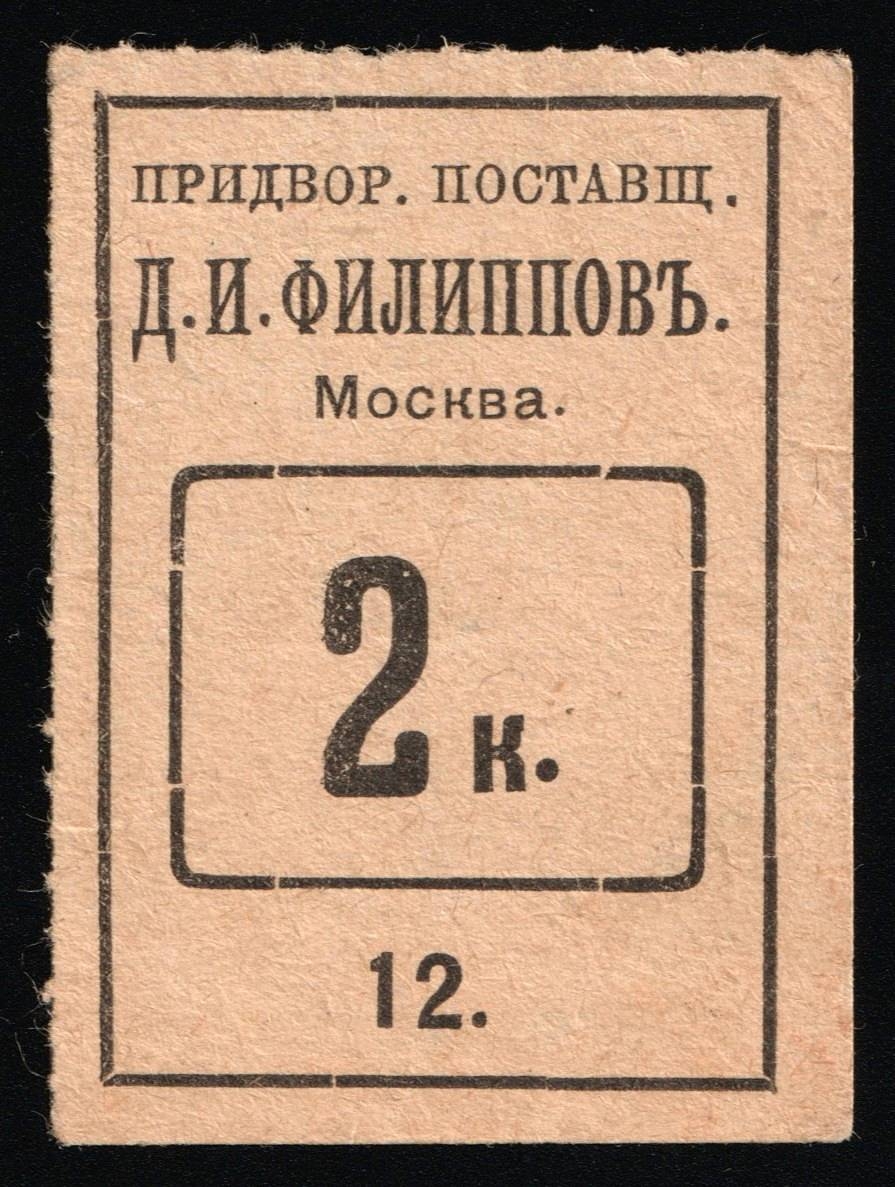 ПРИДВОР. ПОСТАВЩ.
Д.И.ФИЛИППОВЪ.
Москва.
2 к.
12.